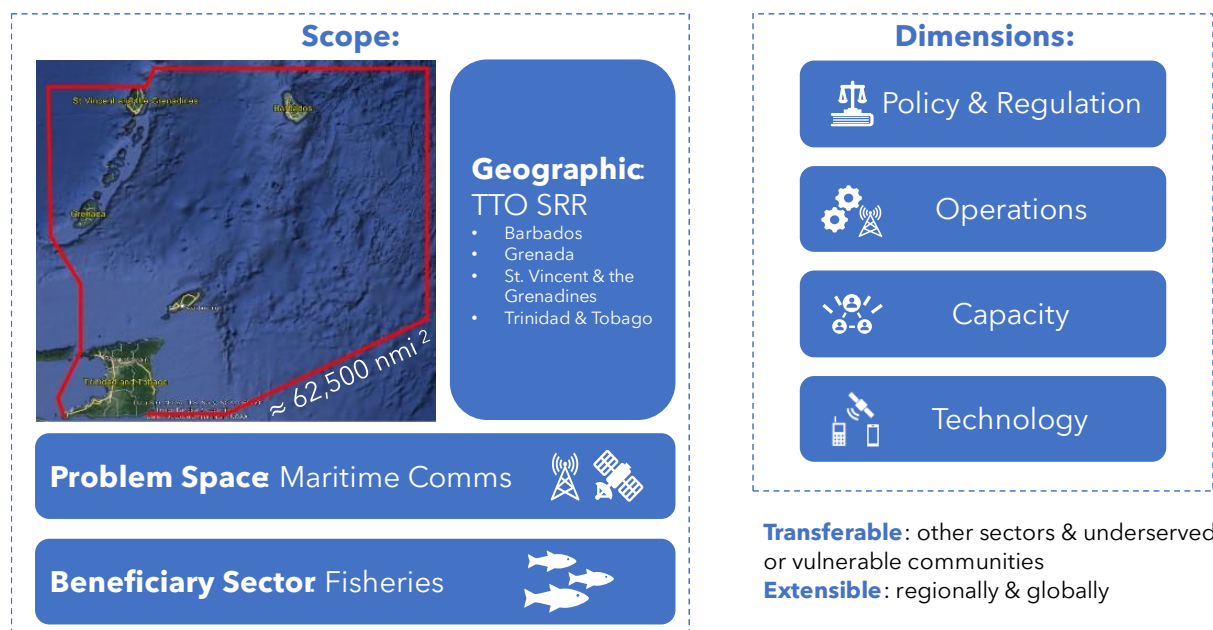 Scope:
St Vincent and the Grenadines
Barbados
Grenada
Trinidad and Tobago
≈ 62,500 nmi 2
Geographic:
TTO SRR
• Barbados
• Grenada
• St. Vincent & the
Grenadines
• Trinidad & Tobago
Problem Space: Maritime Comms
Beneficiary Sector: Fisheries
Dimensions:
Policy & Regulation
Operations
Capacity
Technology
Transferable: other sectors & underserved
or vulnerable communities
Extensible: regionally & globally